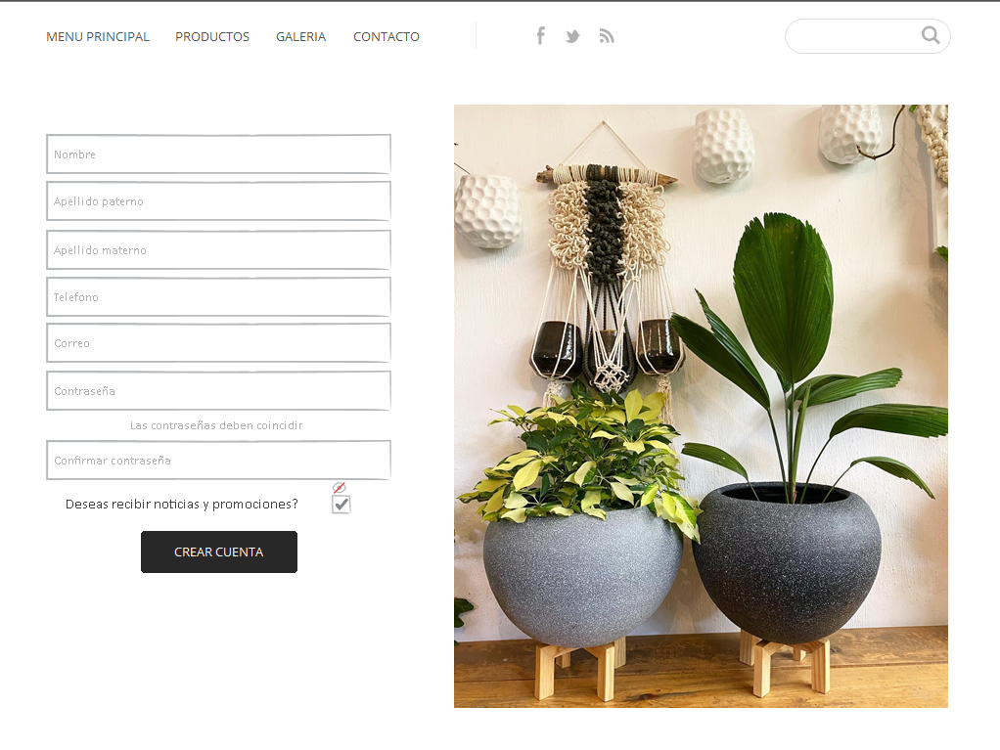 MENU PRINCIPAL PRODUCTOS GALERIA CONTACTO
Nombre
Apellido paterno
Apellido materno
Telefono
Correo
Contraseña
Las contraseñas deben coincidir
Confirmar contraseña
Deseas recibir noticias y promociones?
CREAR CUENTA